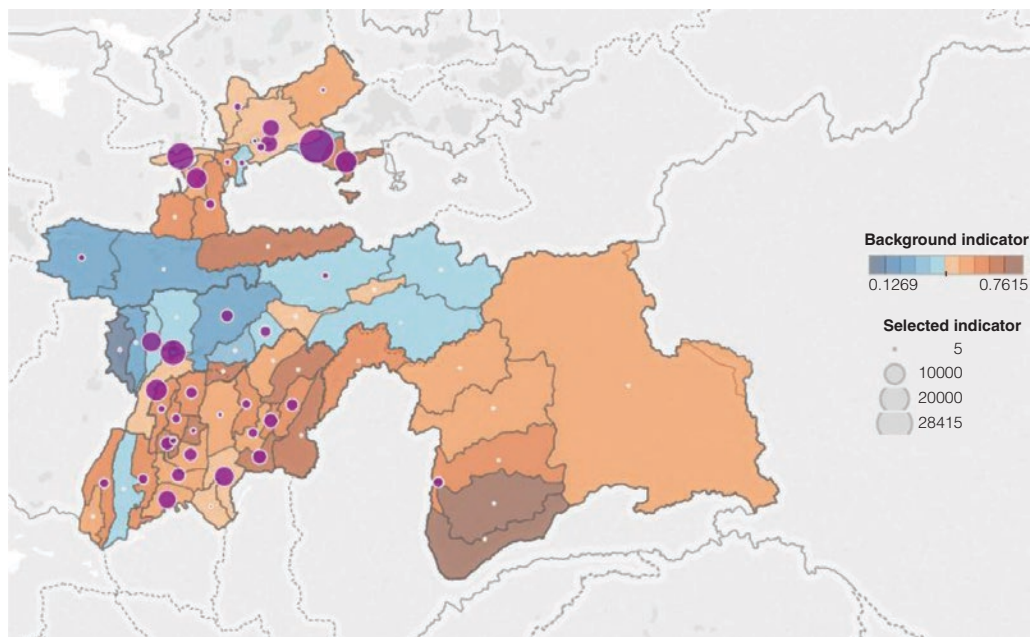 Background indicator
0.1269 0.7615
Selected indicator
5
10000
20000
28415